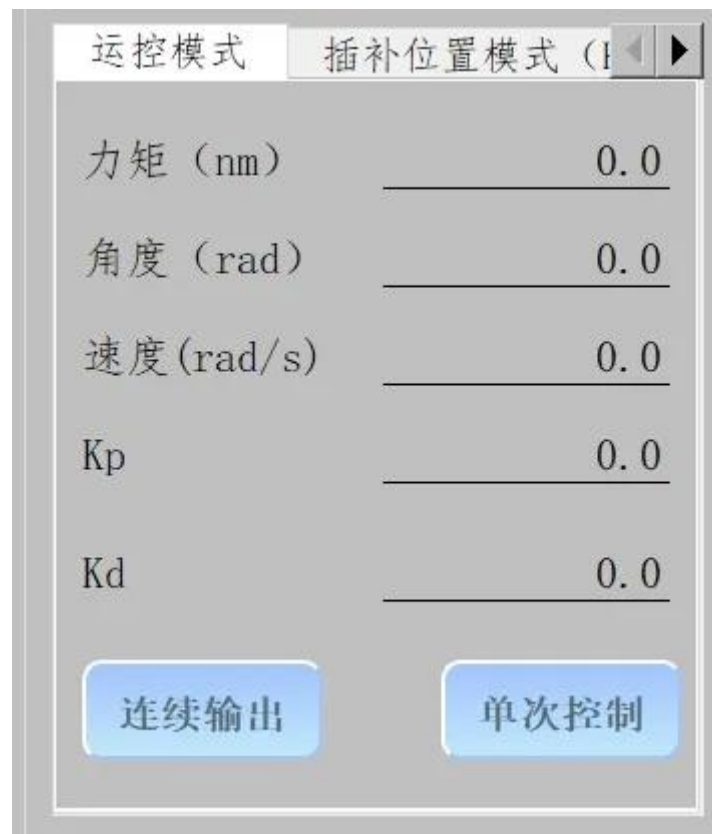 运控模式 插补位置模式（
力矩（nm） 0.0
角度（rad） 0.0
速度(rad/s) 0.0
Kp 0.0
Kd 0.0
连续输出 单次控制